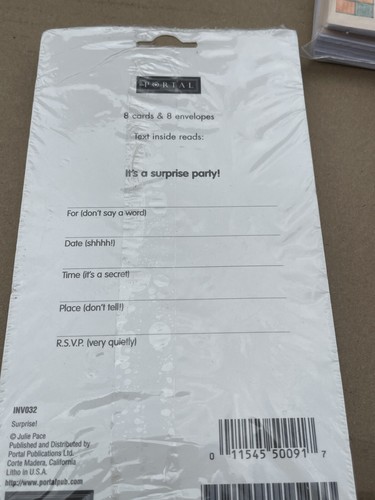 PORTAL
8 cards & 8 envelopes
Text inside reads:
It's a surprise party!
For (don't say a word)
Date (shhhh!)
Time (it's a secret)
Place (don't tell!)
R.S.V.P. (very quietly)
INV032
Surprise!
© Julie Pace
Published and Distributed by
Portal Publications Ltd.
Corte Madera, California
Litho in U.S.A.
http://www.portalpub.com
0 11545 50091 7